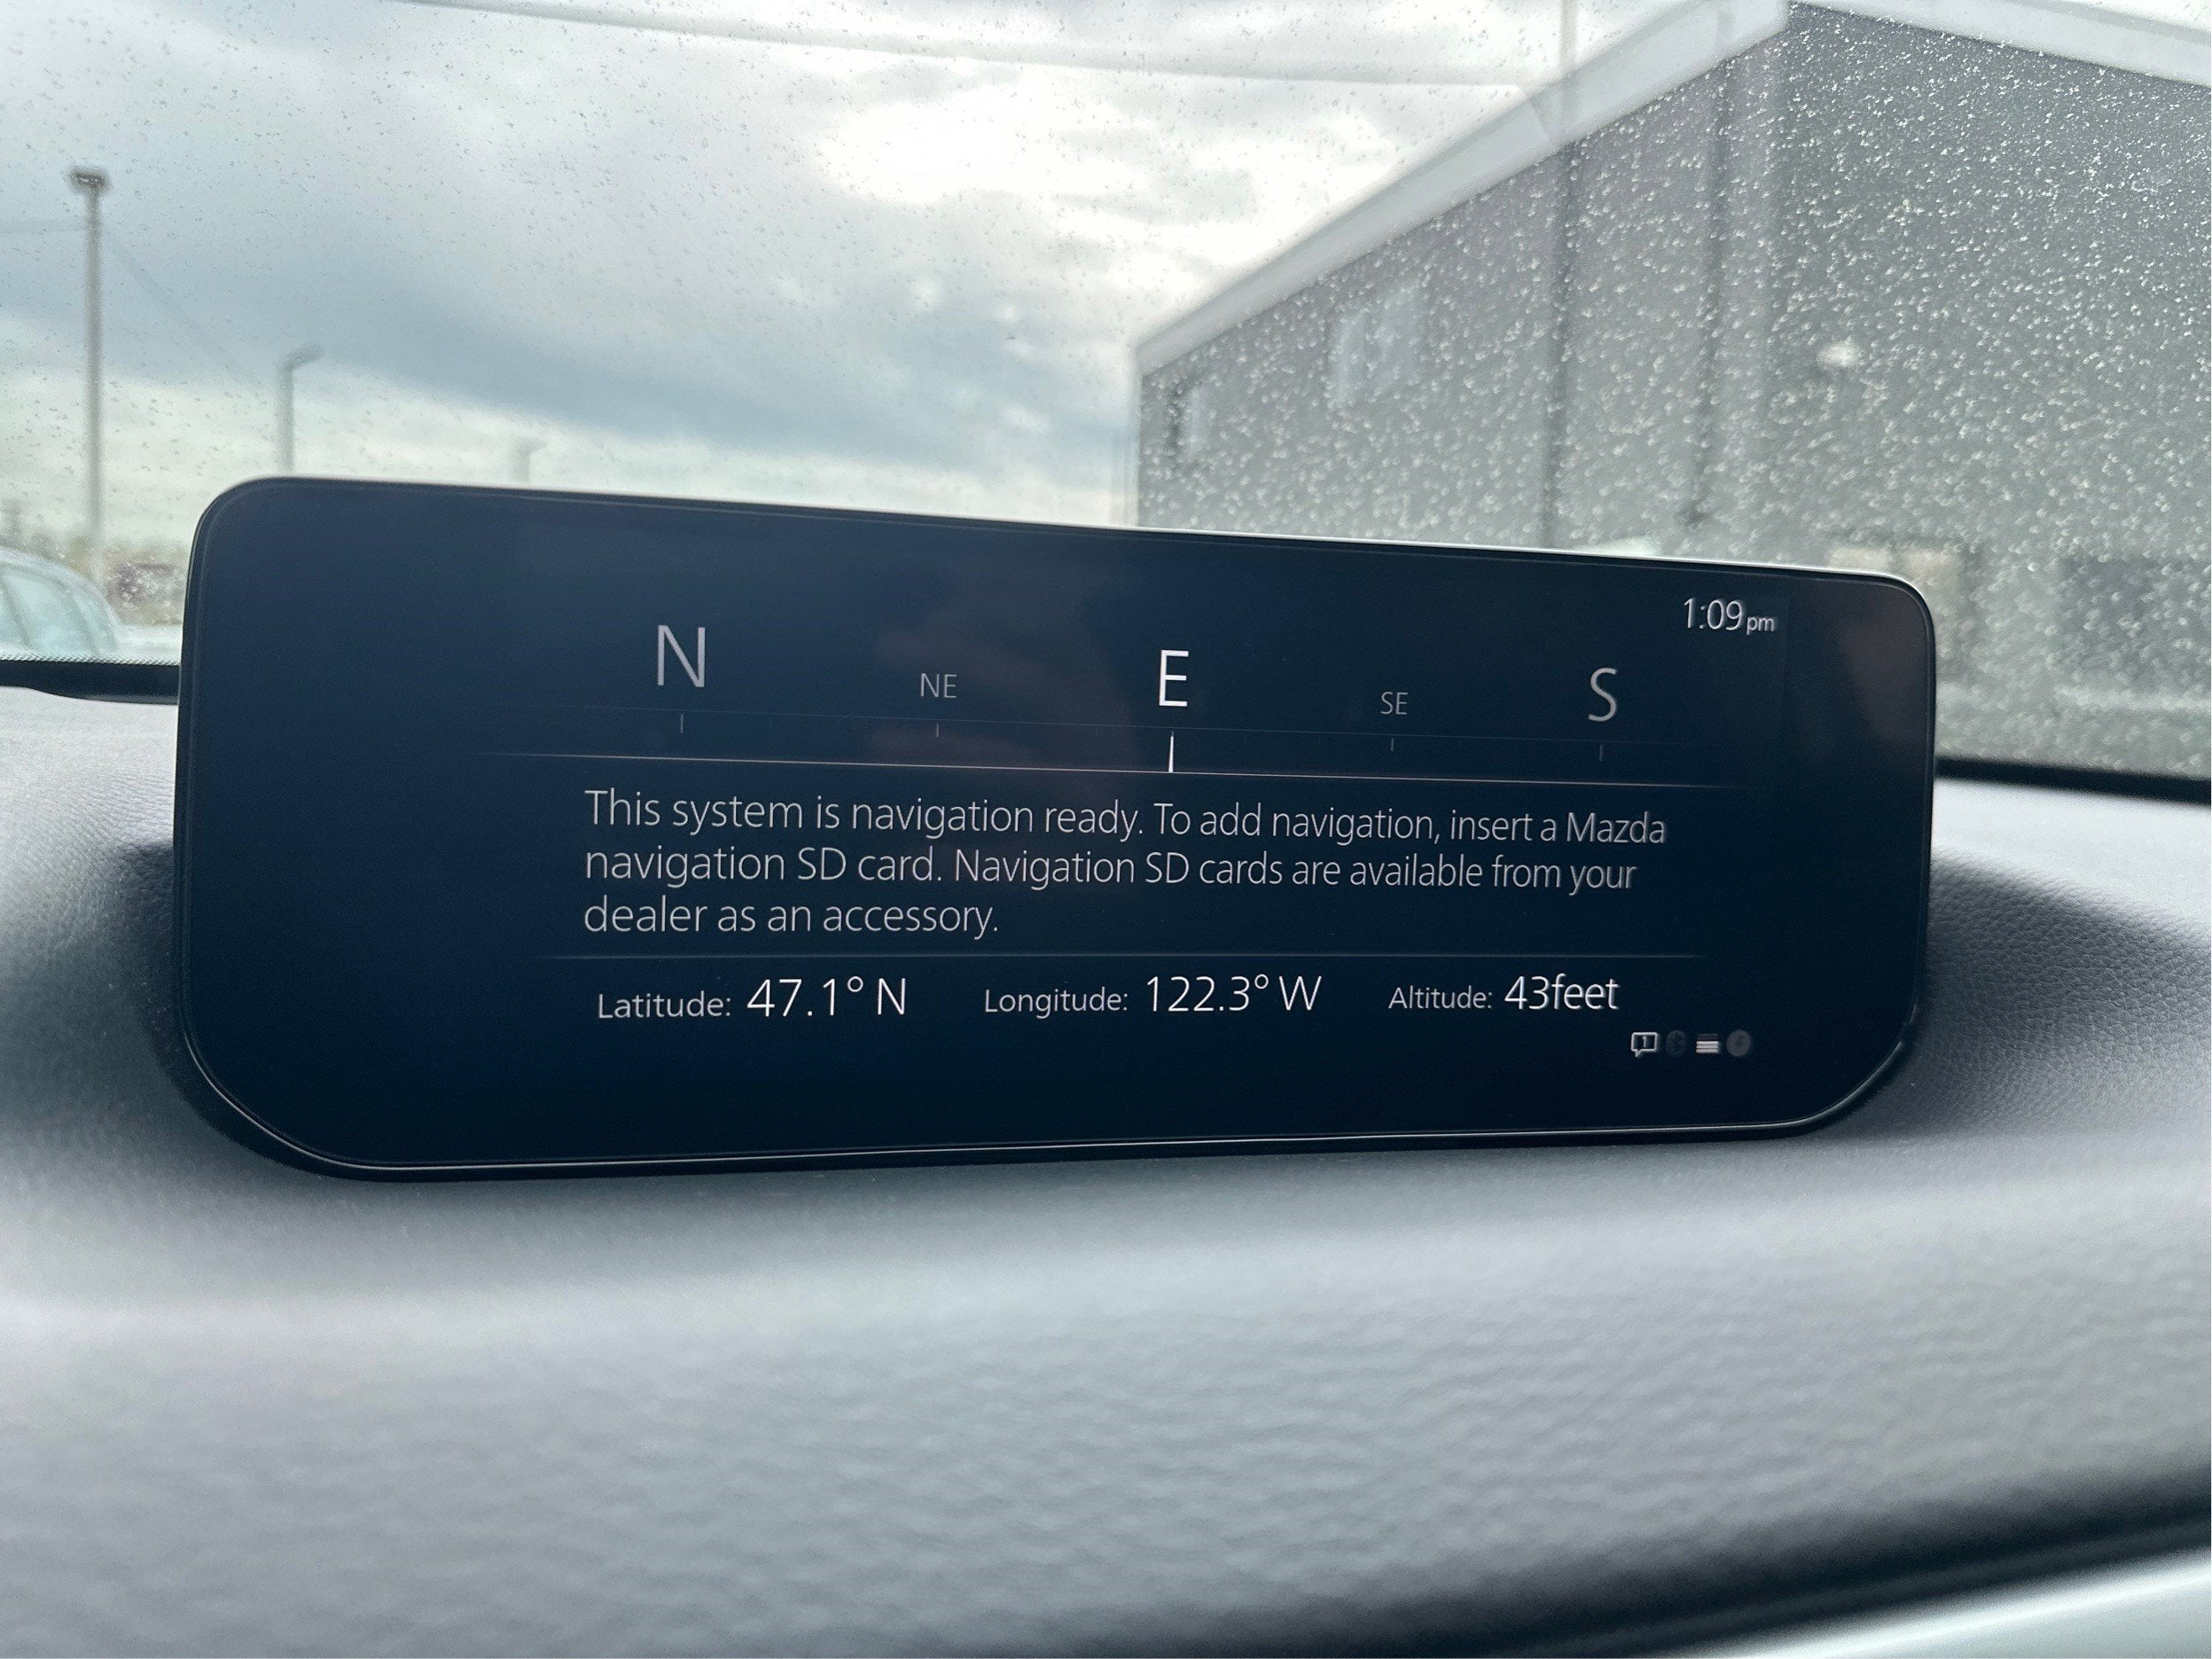 1:09pm
N NE E SE S
This system is navigation ready. To add navigation, insert a Mazda
navigation SD card. Navigation SD cards are available from your
dealer as an accessory.
Latitude: 47.1° N Longitude: 122.3° W Altitude: 43feet
1